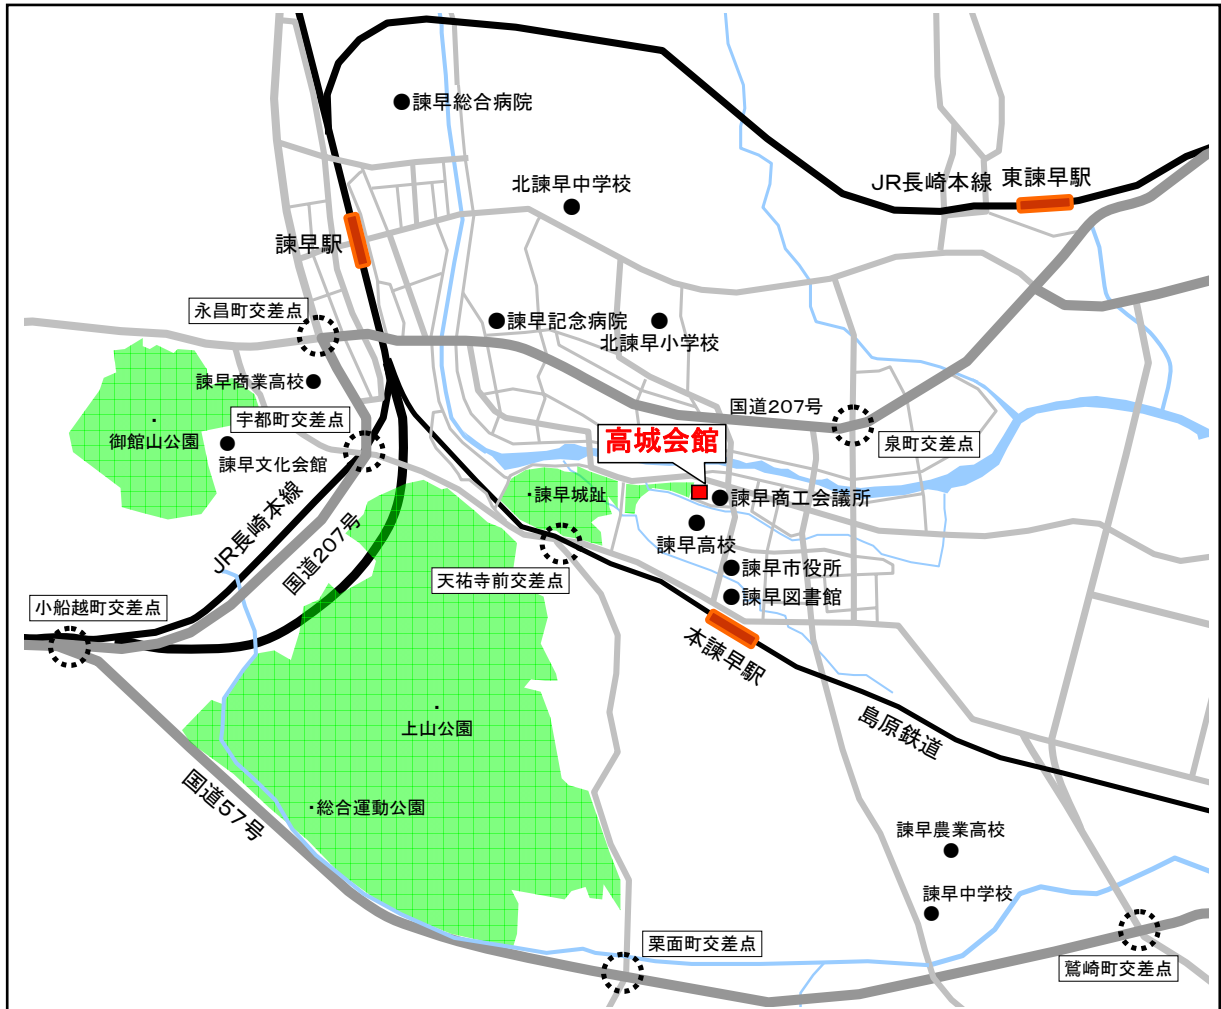 諫早総合病院
JR長崎本線
東諫早駅
北諫早中学校
諫早駅
永昌町交差点
諫早記念病院
北諫早小学校
諫早商業高校
国道207号
宇都町交差点
御館山公園
高城会館
泉町交差点
諫早文化会館
諫早城趾
諫早商工会議所
JR長崎本線
国道207号
諫早高校
天祐寺前交差点
諫早市役所
小船越町交差点
諫早図書館
本諫早駅
上山公園
島原鉄道
国道57号
総合運動公園
諫早農業高校
諫早中学校
栗面町交差点
鷲崎町交差点